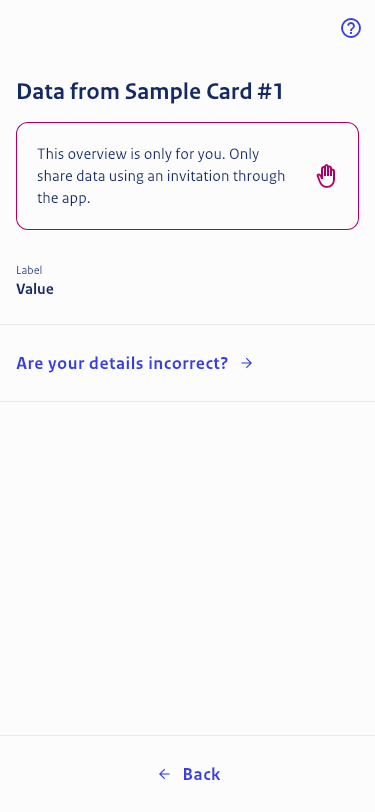 Data from Sample Card #1
This overview is only for you. Only
share data using an invitation through
the app.
Label
Value
Are your details incorrect?
Back